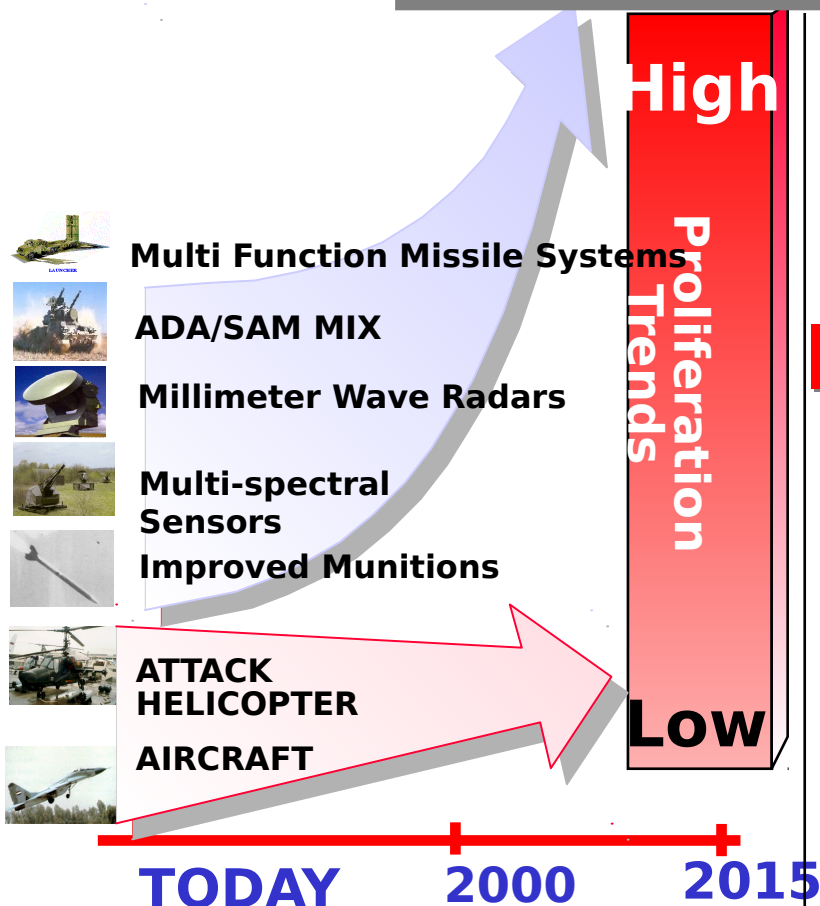 High
LAUNCHER
Multi Function Missile Systems
ADA/SAM MIX
Millimeter Wave Radars
Multi-spectral
Sensors
Improved Munitions
Proliferation
Trends
ATTACK
HELICOPTER
AIRCRAFT
Low
TODAY
2000
2015